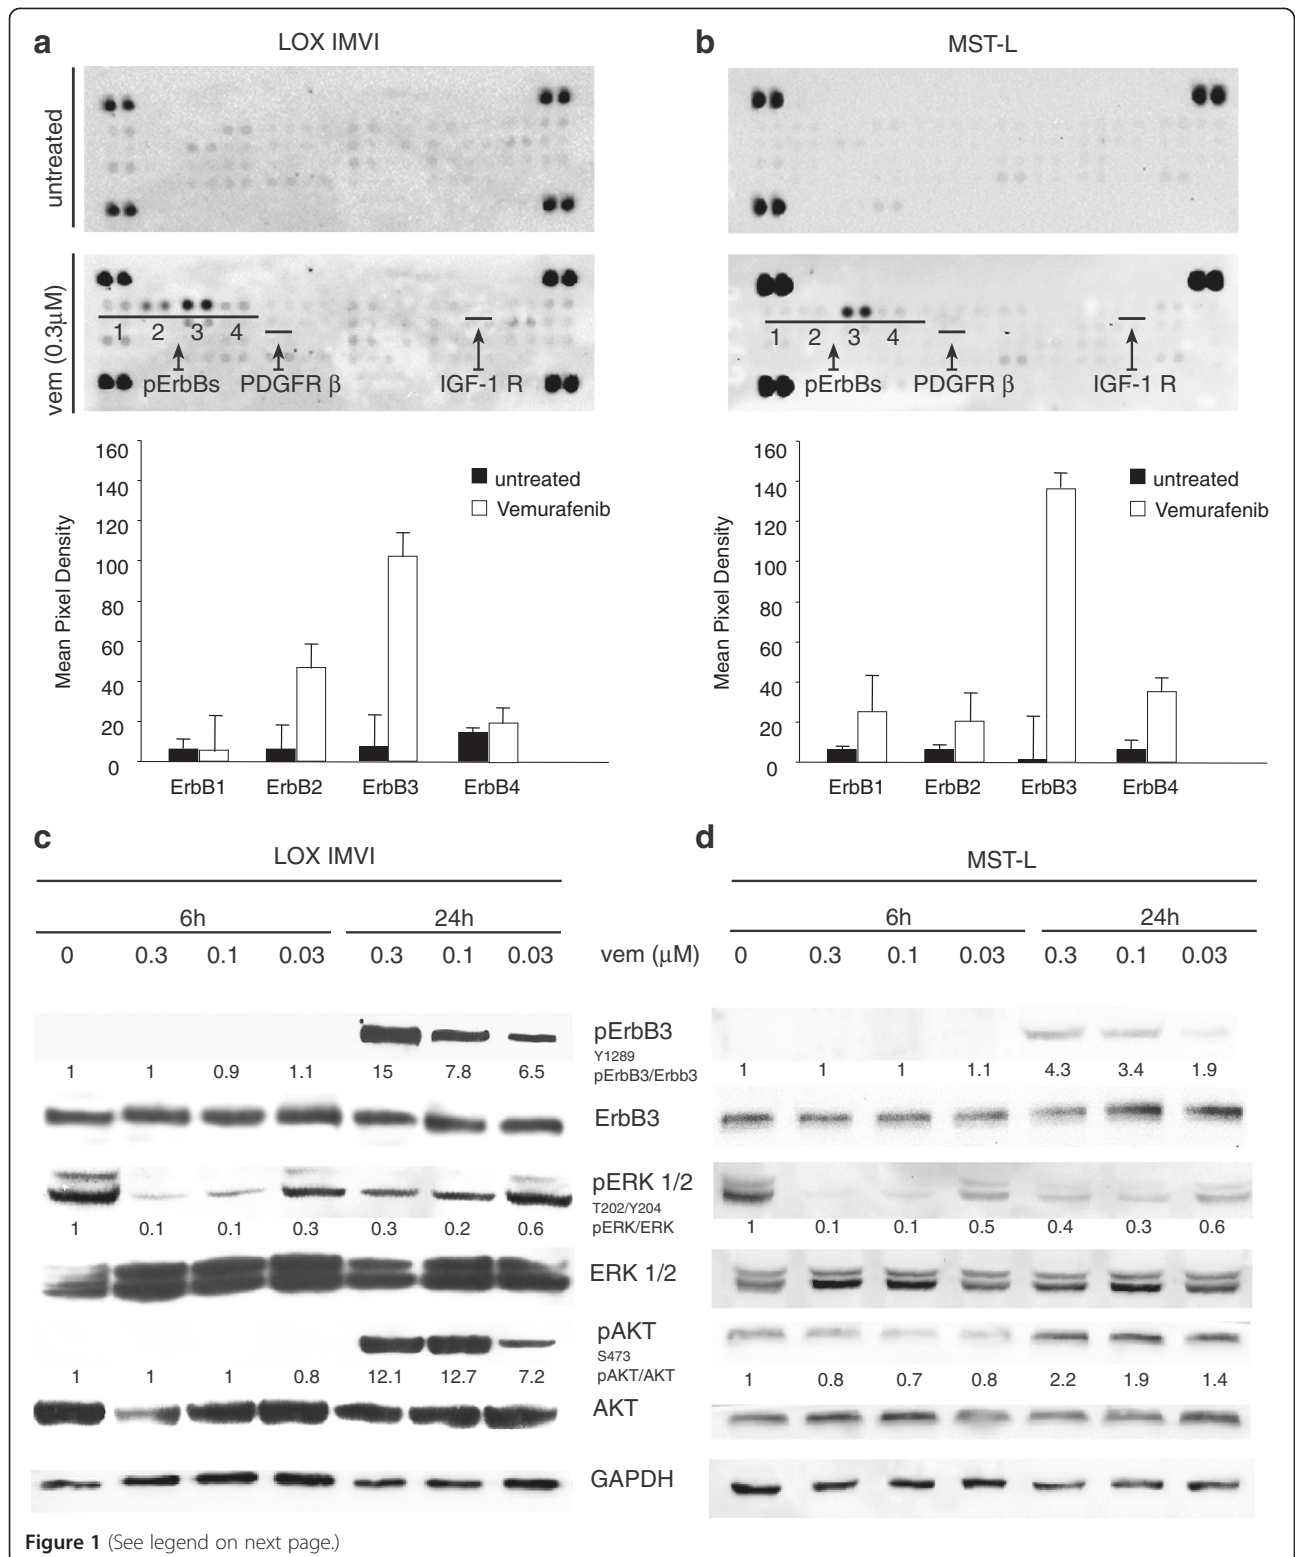 a
LOX IMVI
untreated
vem (0.3µM)
1 2 3 4
pErbBs PDGFR β IGF-1 R
160
140
120
100
80
60
40
20
0
Mean Pixel Density
untreated
Vemurafenib
ErbB1 ErbB2 ErbB3 ErbB4
b
MST-L
1 2 3 4
pErbBs PDGFR β IGF-1 R
160
140
120
100
80
60
40
20
0
Mean Pixel Density
untreated
Vemurafenib
ErbB1 ErbB2 ErbB3 ErbB4
c
LOX IMVI
6h 24h
0 0.3 0.1 0.03 0.3 0.1 0.03
vem (µM)
pErbB3
Y1289
pErbB3/Erbb3
1 1 0.9 1.1 15 7.8 6.5
ErbB3
pERK 1/2
T202/Y204
pERK/ERK
1 0.1 0.1 0.3 0.3 0.2 0.6
ERK 1/2
pAKT
S473
pAKT/AKT
1 1 1 0.8 12.1 12.7 7.2
AKT
GAPDH
d
MST-L
6h 24h
0 0.3 0.1 0.03 0.3 0.1 0.03
1 1 1 1.1 4.3 3.4 1.9
1 0.1 0.1 0.5 0.4 0.3 0.6
1 0.8 0.7 0.8 2.2 1.9 1.4
Figure 1 (See legend on next page.)